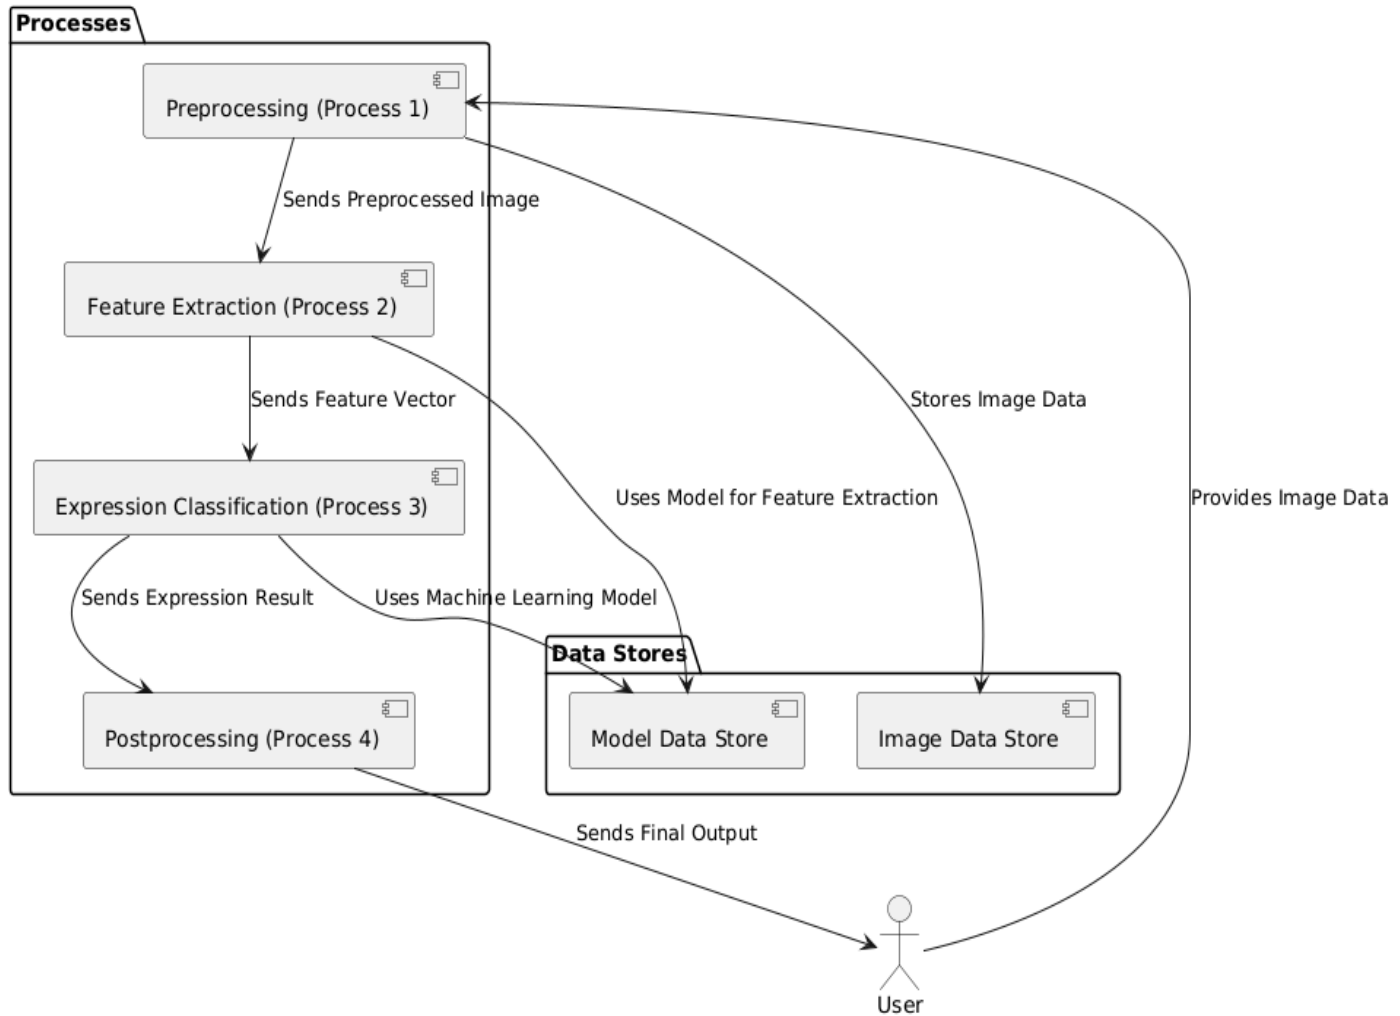 Processes
Preprocessing (Process 1)
Sends Preprocessed Image
Feature Extraction (Process 2)
Sends Feature Vector
Stores Image Data
Uses Model for Feature Extraction
Provides Image Data
Expression Classification (Process 3)
Sends Expression Result
Uses Machine Learning Model
Data Stores
Postprocessing (Process 4)
Model Data Store
Image Data Store
Sends Final Output
User